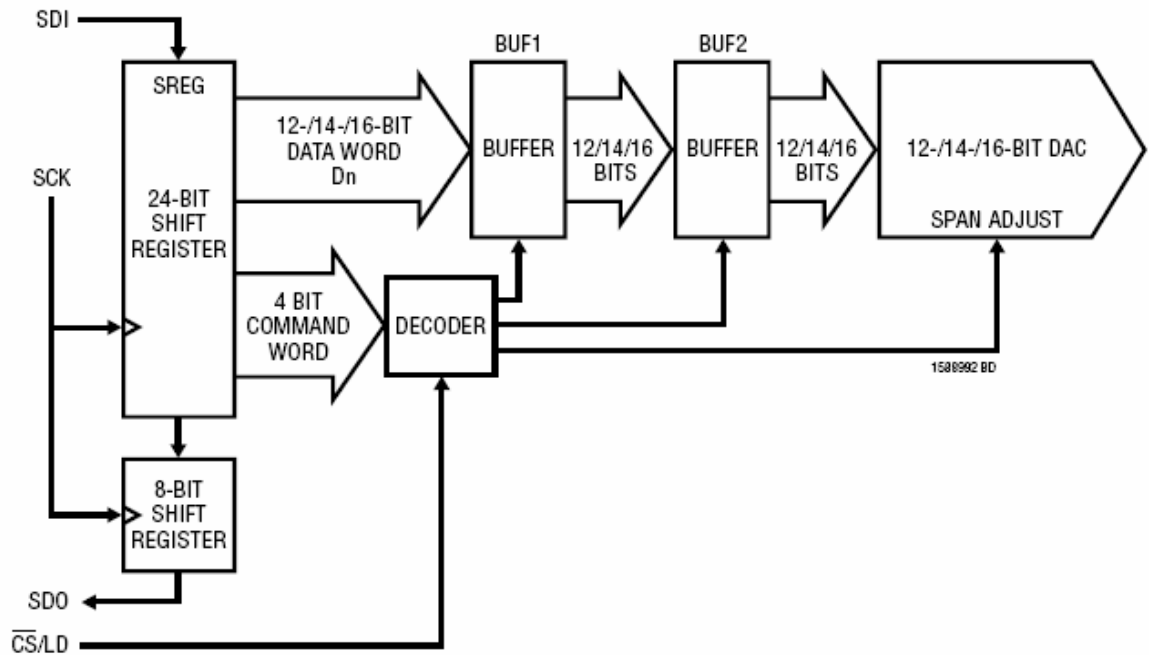 SDI
SREG
24-BIT
SHIFT
REGISTER
SCK
12-/14-/16-BIT
DATA WORD
Dn
4 BIT
COMMAND
WORD
BUF1
BUFFER
12/14/16
BITS
BUF2
BUFFER
12/14/16
BITS
12-/14-/16-BIT DAC
SPAN ADJUST
DECODER
1588992 BD
8-BIT
SHIFT
REGISTER
SDO
CS/LD